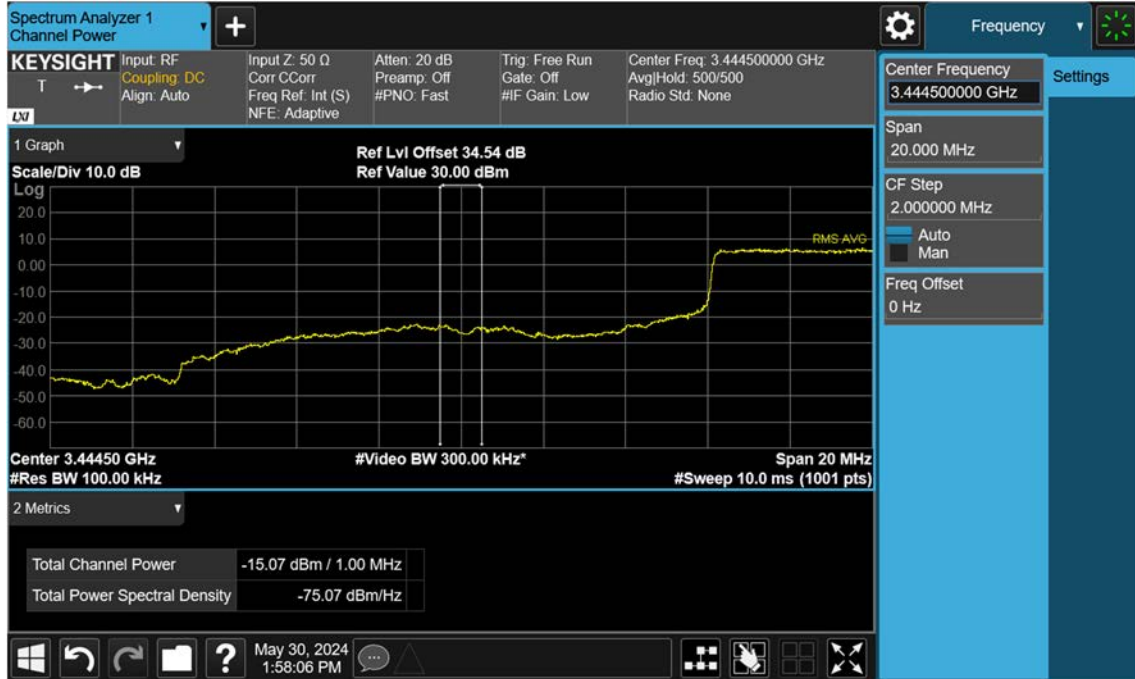 Spectrum Analyzer 1
Channel Power
Frequency
KEYSIGHT
T
LXI
Input: RF
Coupling: DC
Align: Auto
Input Z: 50 Ω
Corr CCorr
Freq Ref: Int (S)
NFE: Adaptive
Atten: 20 dB
Preamp: Off
#PNO: Fast
Trig: Free Run
Gate: Off
#IF Gain: Low
Center Freq: 3.444500000 GHz
Avg|Hold: 500/500
Radio Std: None
Center Frequency
3.444500000 GHz
Settings
Span
20.000 MHz
CF Step
2.000000 MHz
Auto
Man
Freq Offset
0 Hz
1 Graph
Scale/Div 10.0 dB
Ref Lvl Offset 34.54 dB
Ref Value 30.00 dBm
Log
20.0
10.0
RMS AVG
0.00
-10.0
-20.0
-30.0
-40.0
-50.0
-60.0
Center 3.44450 GHz
#Video BW 300.00 kHz*
Span 20 MHz
#Res BW 100.00 kHz
#Sweep 10.0 ms (1001 pts)
2 Metrics
Total Channel Power -15.07 dBm / 1.00 MHz
Total Power Spectral Density -75.07 dBm/Hz
?
May 30, 2024
1:58:06 PM